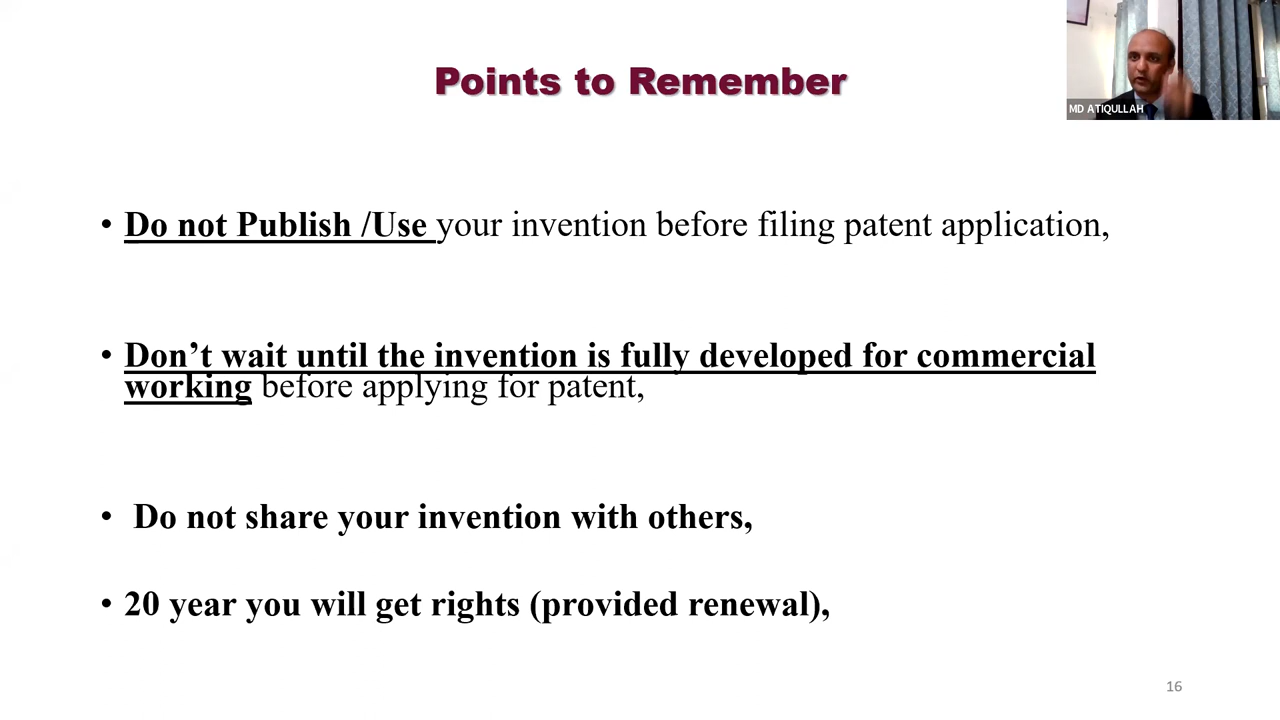 Points to Remember
MD ATIQULLAH
• Do not Publish /Use your invention before filing patent application,
• Don’t wait until the invention is fully developed for commercial
working before applying for patent,
• Do not share your invention with others,
• 20 year you will get rights (provided renewal),
16